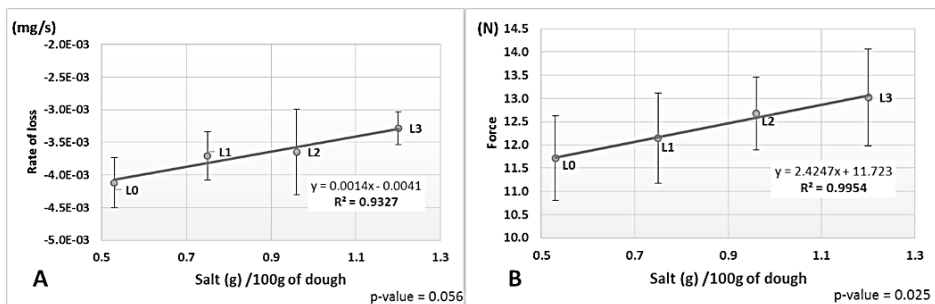 (mg/s)
Rate of loss
-2.0E-03
-2.5E-03
-3.0E-03
-3.5E-03
-4.0E-03
-4.5E-03
-5.0E-03
L0
L1
L2
L3
y = 0.0014x - 0.0041
R² = 0.9327
0.5 0.7 0.9 1.1 1.3
A
Salt (g) /100g of dough
p-value = 0.056
(N)
Force
14.5
14.0
13.5
13.0
12.5
12.0
11.5
11.0
10.5
10.0
L0
L1
L2
L3
y = 2.4247x + 11.723
R² = 0.9954
0.5 0.7 0.9 1.1 1.3
B
Salt (g) /100g of dough
p-value = 0.025